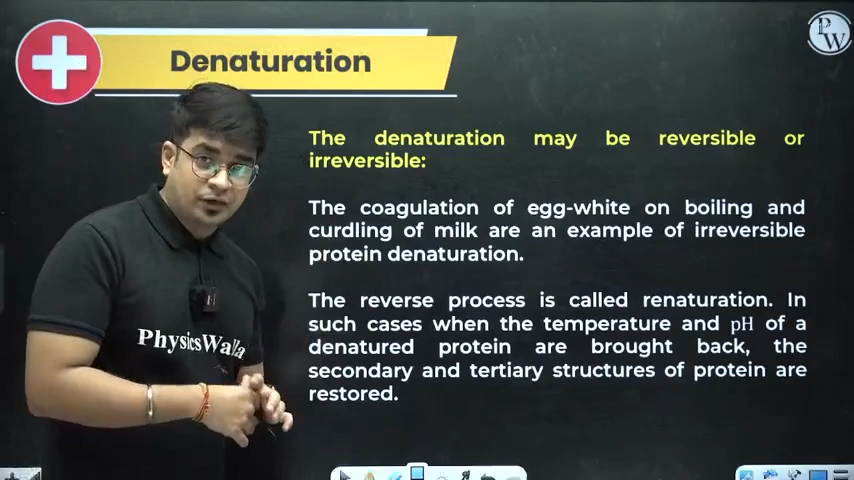 Denaturation
PW
The denaturation may be reversible or
irreversible:
The coagulation of egg-white on boiling and
curdling of milk are an example of irreversible
protein denaturation.
The reverse process is called renaturation. In
such cases when the temperature and pH of a
denatured protein are brought back, the
secondary and tertiary structures of protein are
restored.
PhysicsWalla